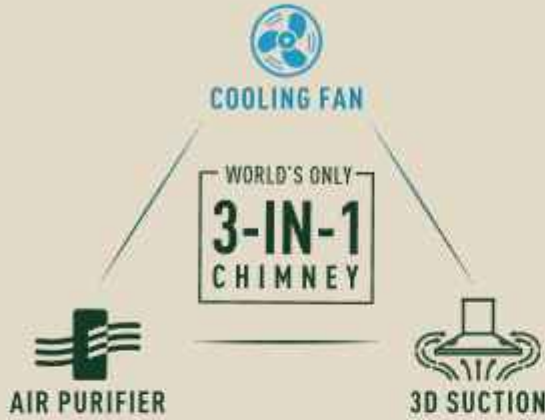 COOLING FAN
WORLD'S ONLY
3-IN-1
CHIMNEY
AIR PURIFIER
3D SUCTION